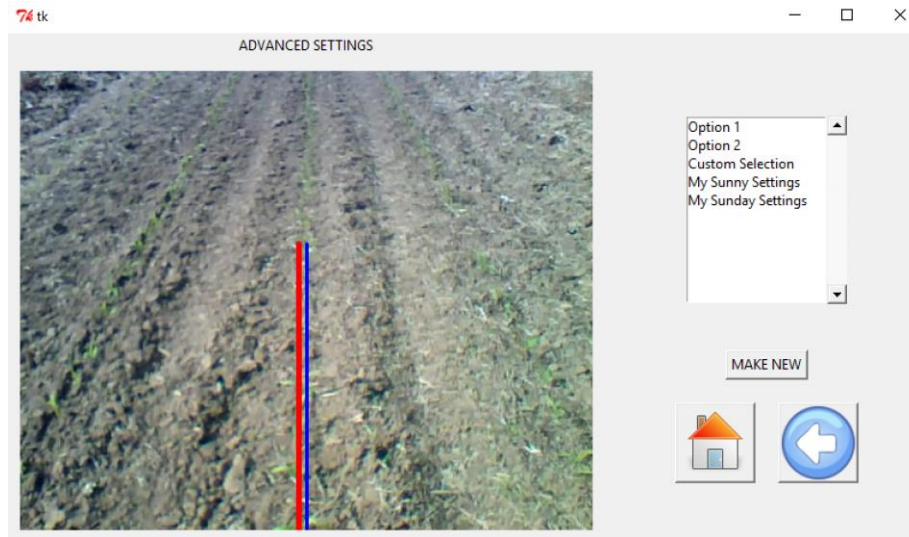 tk
ADVANCED SETTINGS
Option 1
Option 2
Custom Selection
My Sunny Settings
My Sunday Settings
MAKE NEW